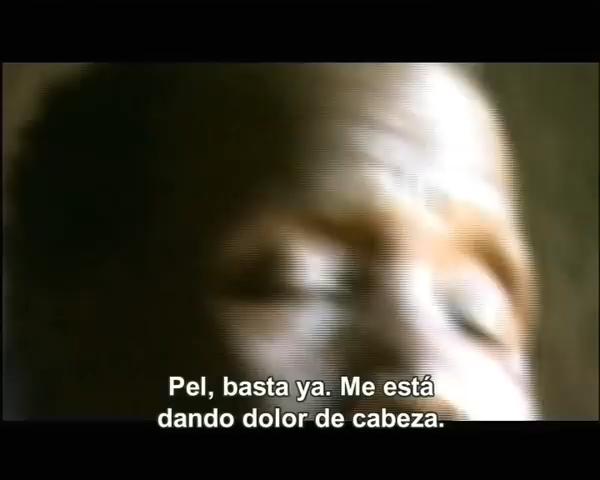 Pel, basta ya. Me está
dando dolor de cabeza.